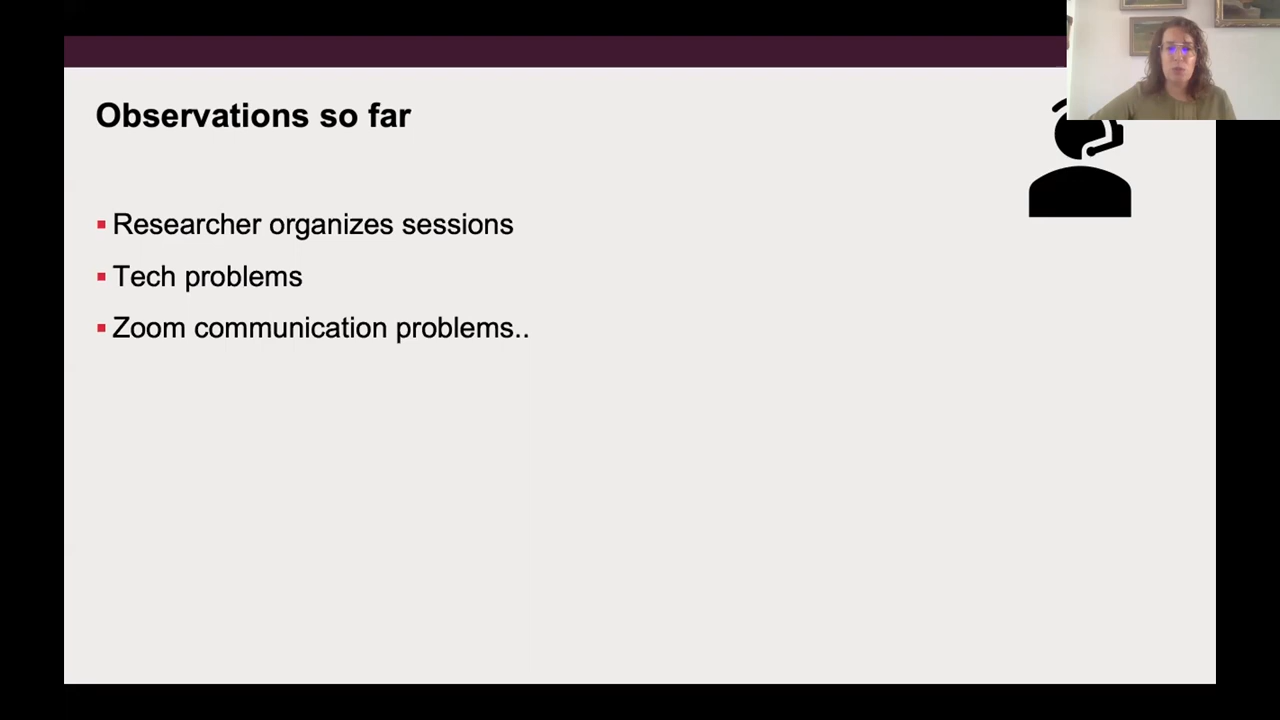 Observations so far
Researcher organizes sessions
Tech problems
Zoom communication problems..